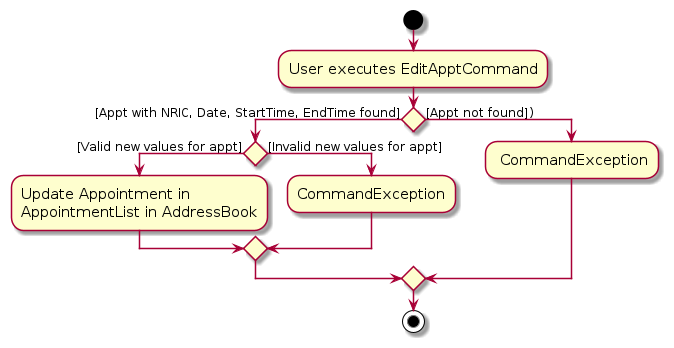 User executes EditApptCommand
[Appt with NRIC, Date, StartTime, EndTime found]
[Appt not found])
[Valid new values for appt]
[Invalid new values for appt]
CommandException
Update Appointment in
AppointmentList in AddressBook
CommandException